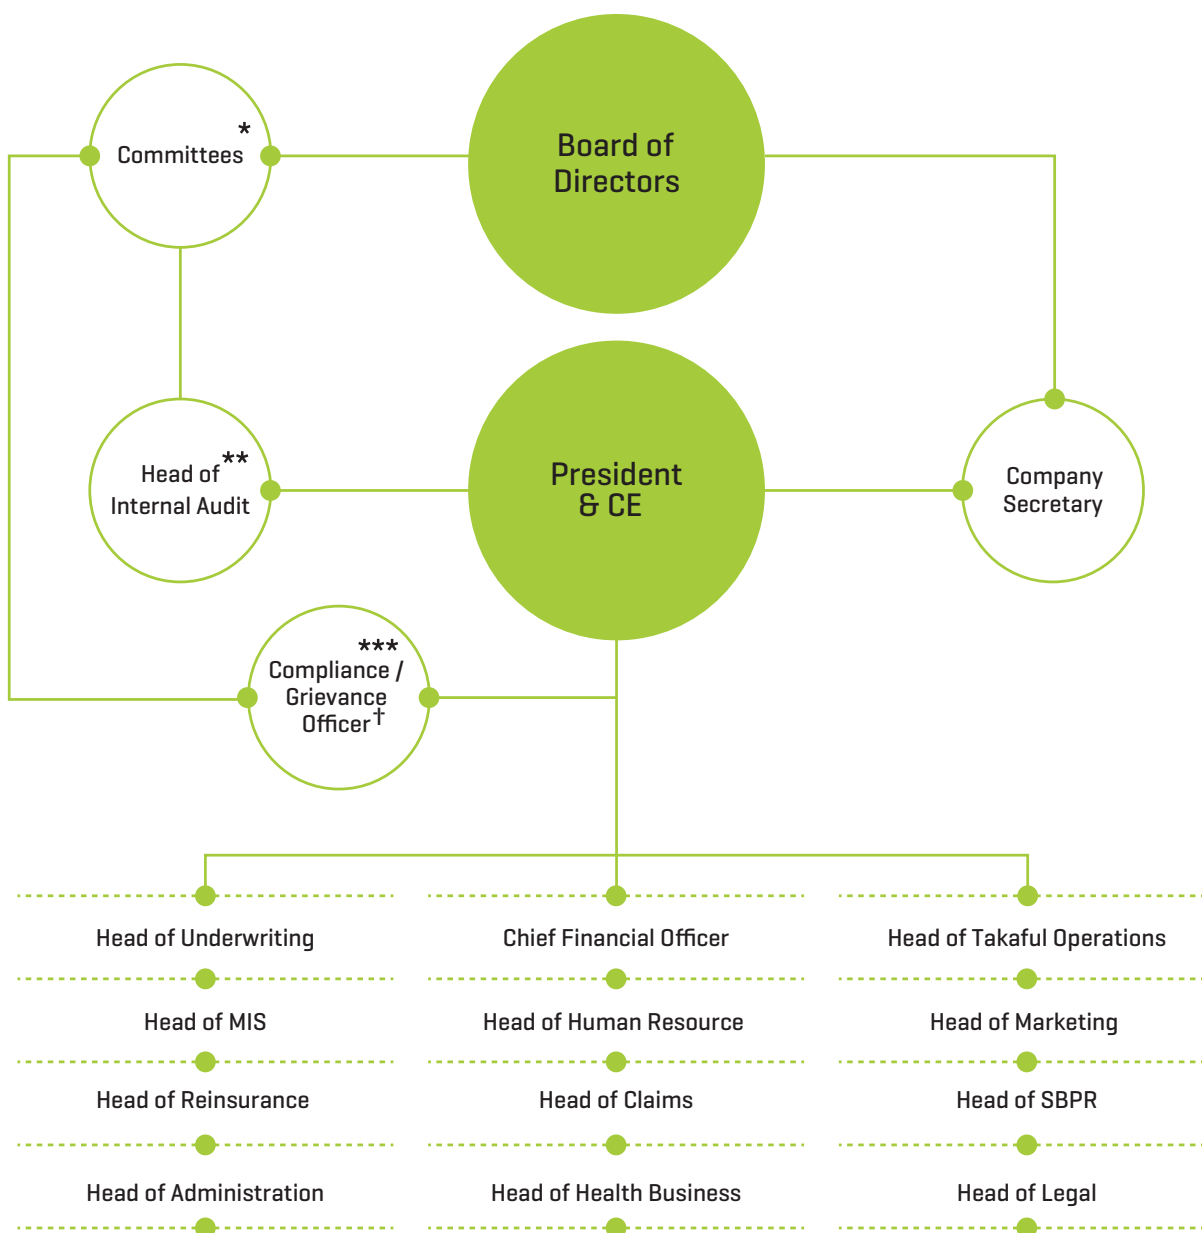 *
Committees
Board of
Directors
**
Head of
Internal Audit
President
& CE
Company
Secretary
***
Compliance /
Grievance
Officer†
Head of Underwriting
Chief Financial Officer
Head of Takaful Operations
Head of MIS
Head of Human Resource
Head of Marketing
Head of Reinsurance
Head of Claims
Head of SBPR
Head of Administration
Head of Health Business
Head of Legal